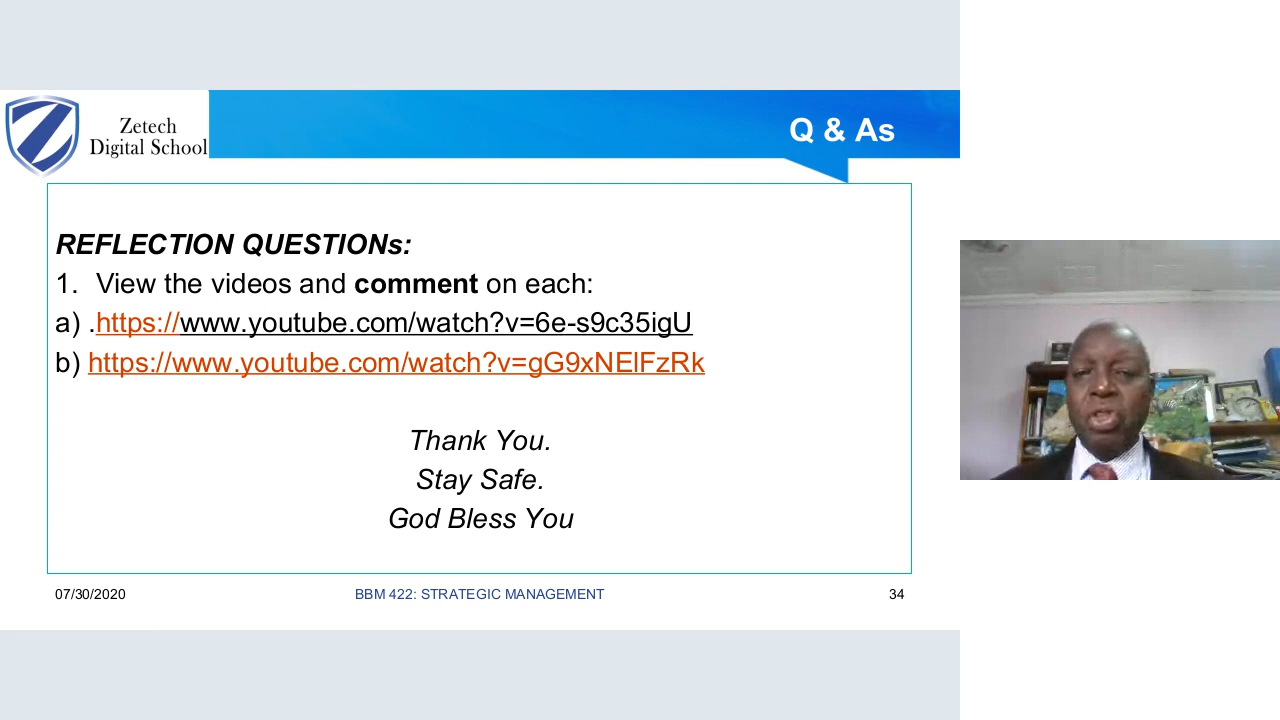 Zetech
Digital School
Q & As
REFLECTION QUESTIONs:
1. View the videos and comment on each:
a) .https://www.youtube.com/watch?v=6e-s9c35igU
b) https://www.youtube.com/watch?v=gG9xNElFzRk
Thank You.
Stay Safe.
God Bless You
07/30/2020 BBM 422: STRATEGIC MANAGEMENT 34